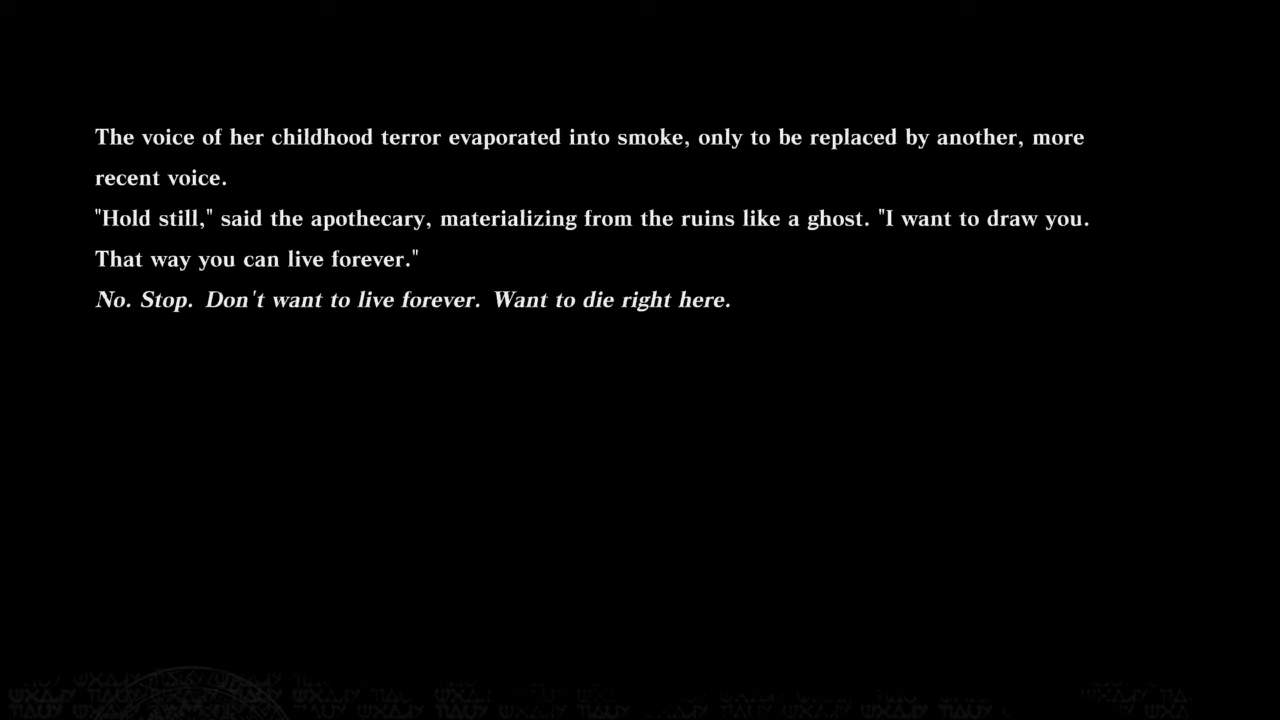 The voice of her childhood terror evaporated into smoke, only to be replaced by another, more
recent voice.
"Hold still," said the apothecary, materializing from the ruins like a ghost. "I want to draw you.
That way you can live forever."
No. Stop. Don't want to live forever. Want to die right here.